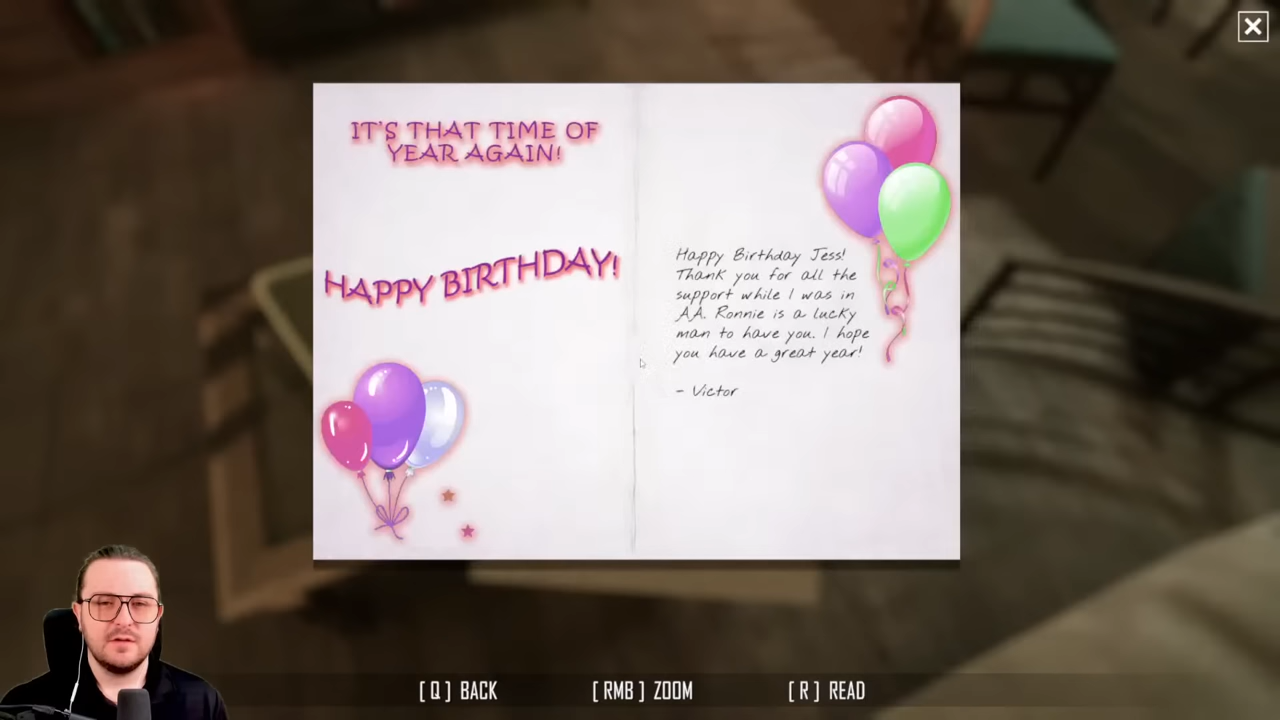 IT'S THAT TIME OF
YEAR AGAIN!
HAPPY BIRTHDAY!
Happy Birthday Jess!
Thank you for all the
support while I was in
AA. Ronnie is a lucky
man to have you. I hope
you have a great year!
- Victor
[ Q ] BACK
[ RMB ] ZOOM
[ R ] READ